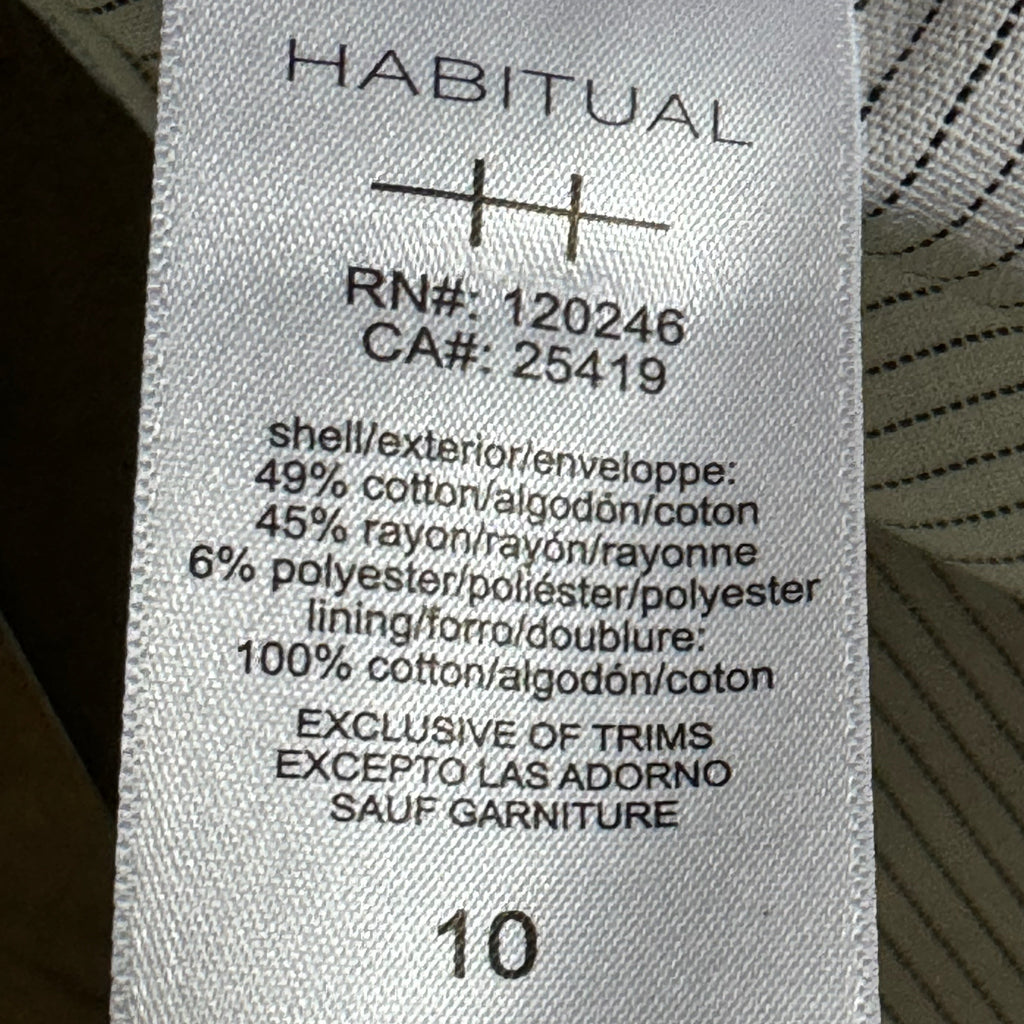 HABITUAL
RN#: 120246
CA#: 25419
shell/exterior/enveloppe:
49% cotton/algodón/coton
45% rayon/rayón/rayonne
6% polyester/poliéster/polyester
lining/forro/doublure:
100% cotton/algodón/coton
EXCLUSIVE OF TRIMS
EXCEPTO LAS ADORNO
SAUF GARNITURE
10